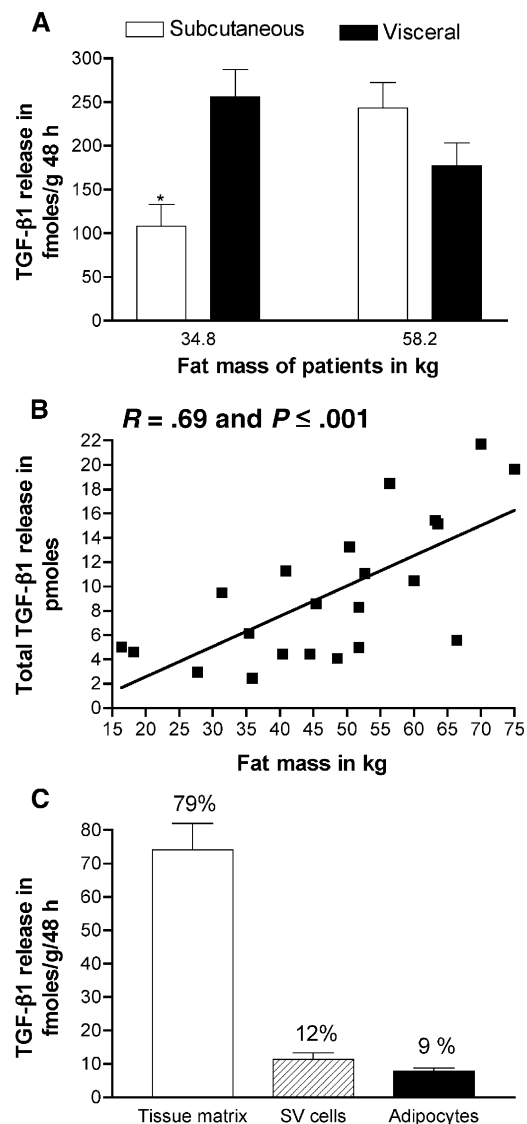 A
Subcutaneous
Visceral
TGF-β1 release in
fmoles/g 48 h
300
250
200
150
100
50
0
*
34.8
58.2
Fat mass of patients in kg
B
R = .69 and P ≤ .001
Total TGF-β1 release in
pmoles
22
20
18
16
14
12
10
8
6
4
2
0
15 20 25 30 35 40 45 50 55 60 65 70 75
Fat mass in kg
C
TGF-β1 release in
fmoles/g/48 h
80
70
60
50
40
30
20
10
0
79%
12%
9 %
Tissue matrix
SV cells
Adipocytes